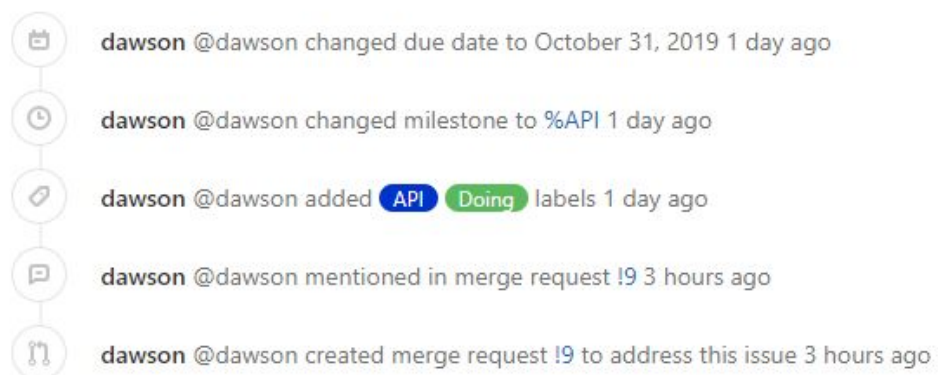 dawson @dawson changed due date to October 31, 2019 1 day ago
dawson @dawson changed milestone to %API 1 day ago
dawson @dawson added API Doing labels 1 day ago
dawson @dawson mentioned in merge request !9 3 hours ago
dawson @dawson created merge request !9 to address this issue 3 hours ago